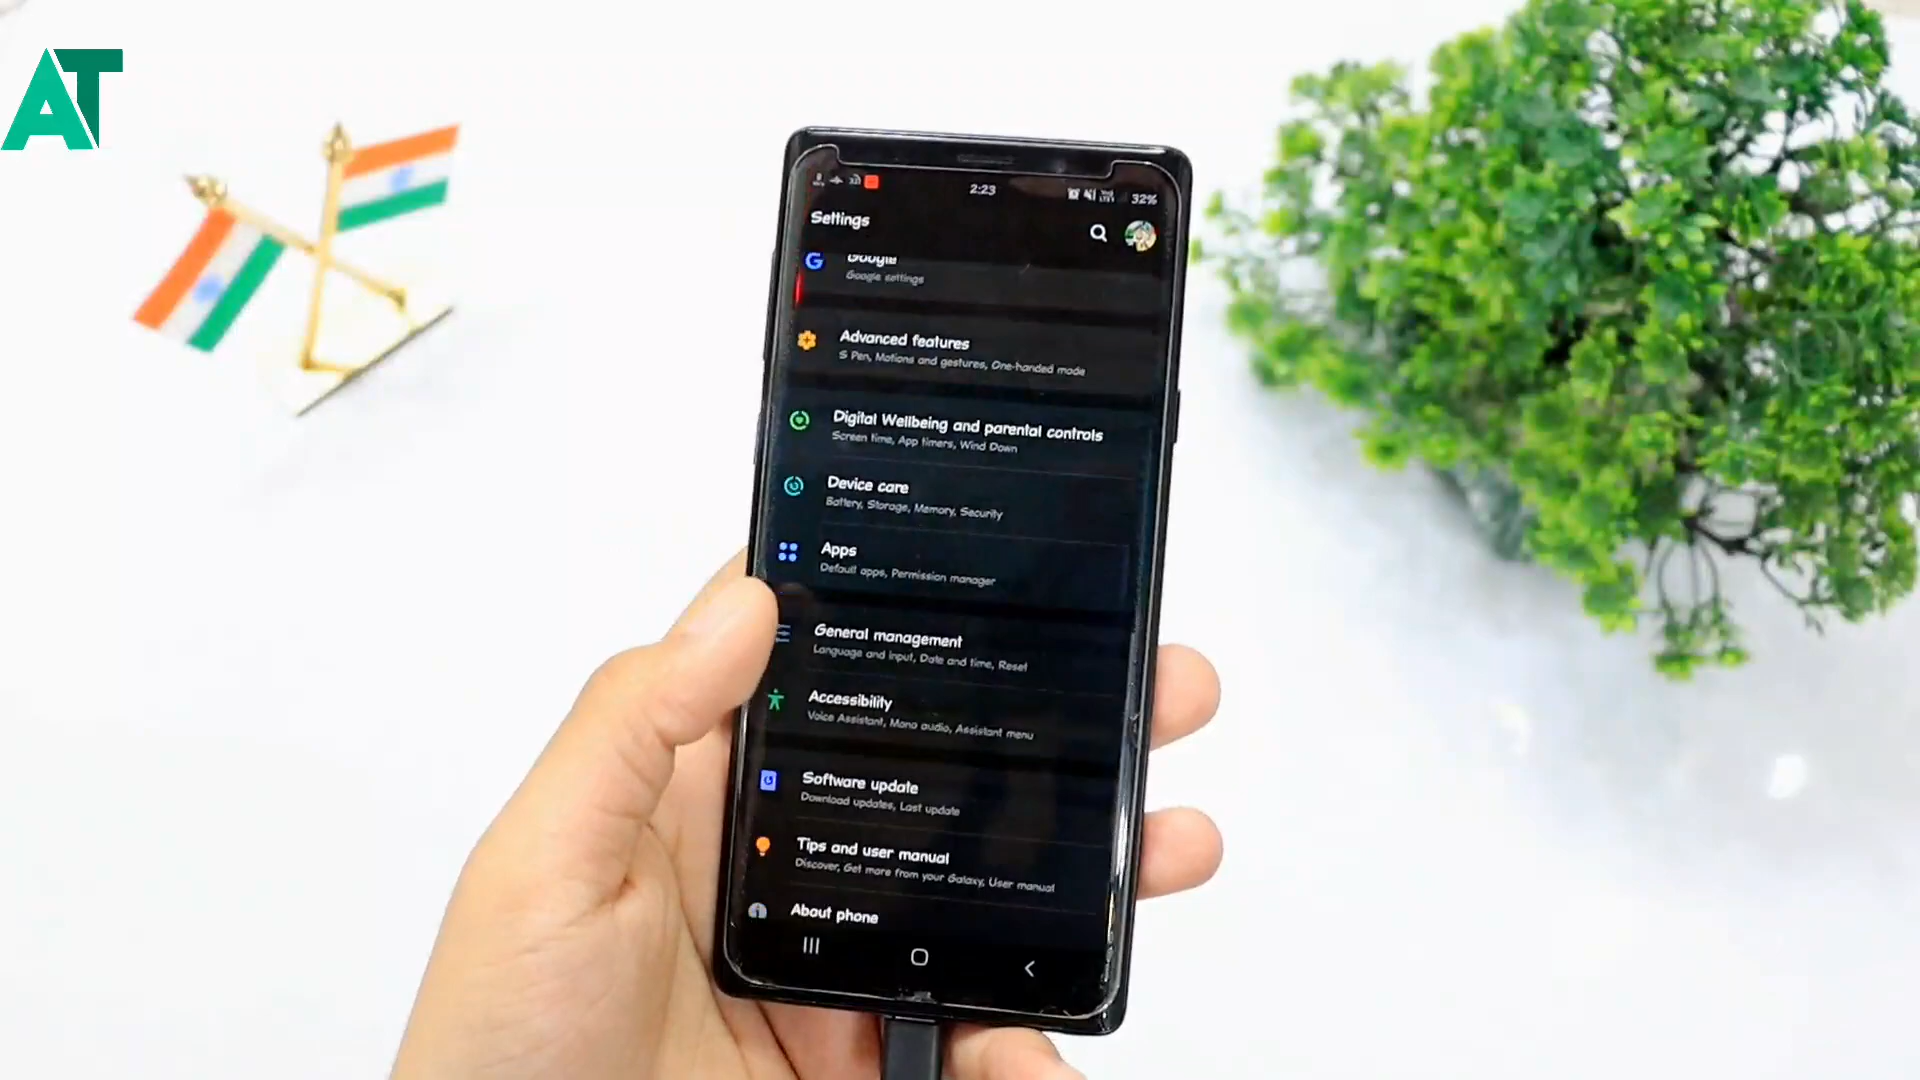 AT
2:23
32%
Settings
Google
Google settings
Advanced features
S Pen, Motions and gestures, One-handed mode
Digital Wellbeing and parental controls
Screen time, App timers, Wind Down
Device care
Battery, Storage, Memory, Security
Apps
Default apps, Permission manager
General management
Language and input, Date and time, Reset
Accessibility
Voice Assistant, Mono audio, Assistant menu
Software update
Download updates, Last update
Tips and user manual
Discover, Get more from your Galaxy, User manual
About phone